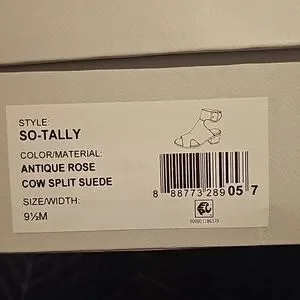 STYLE:
SO-TALLY
COLOR/MATERIAL:
ANTIQUE ROSE
COW SPLIT SUEDE
SIZE/WIDTH:
9½M
8 88773 289 05 7